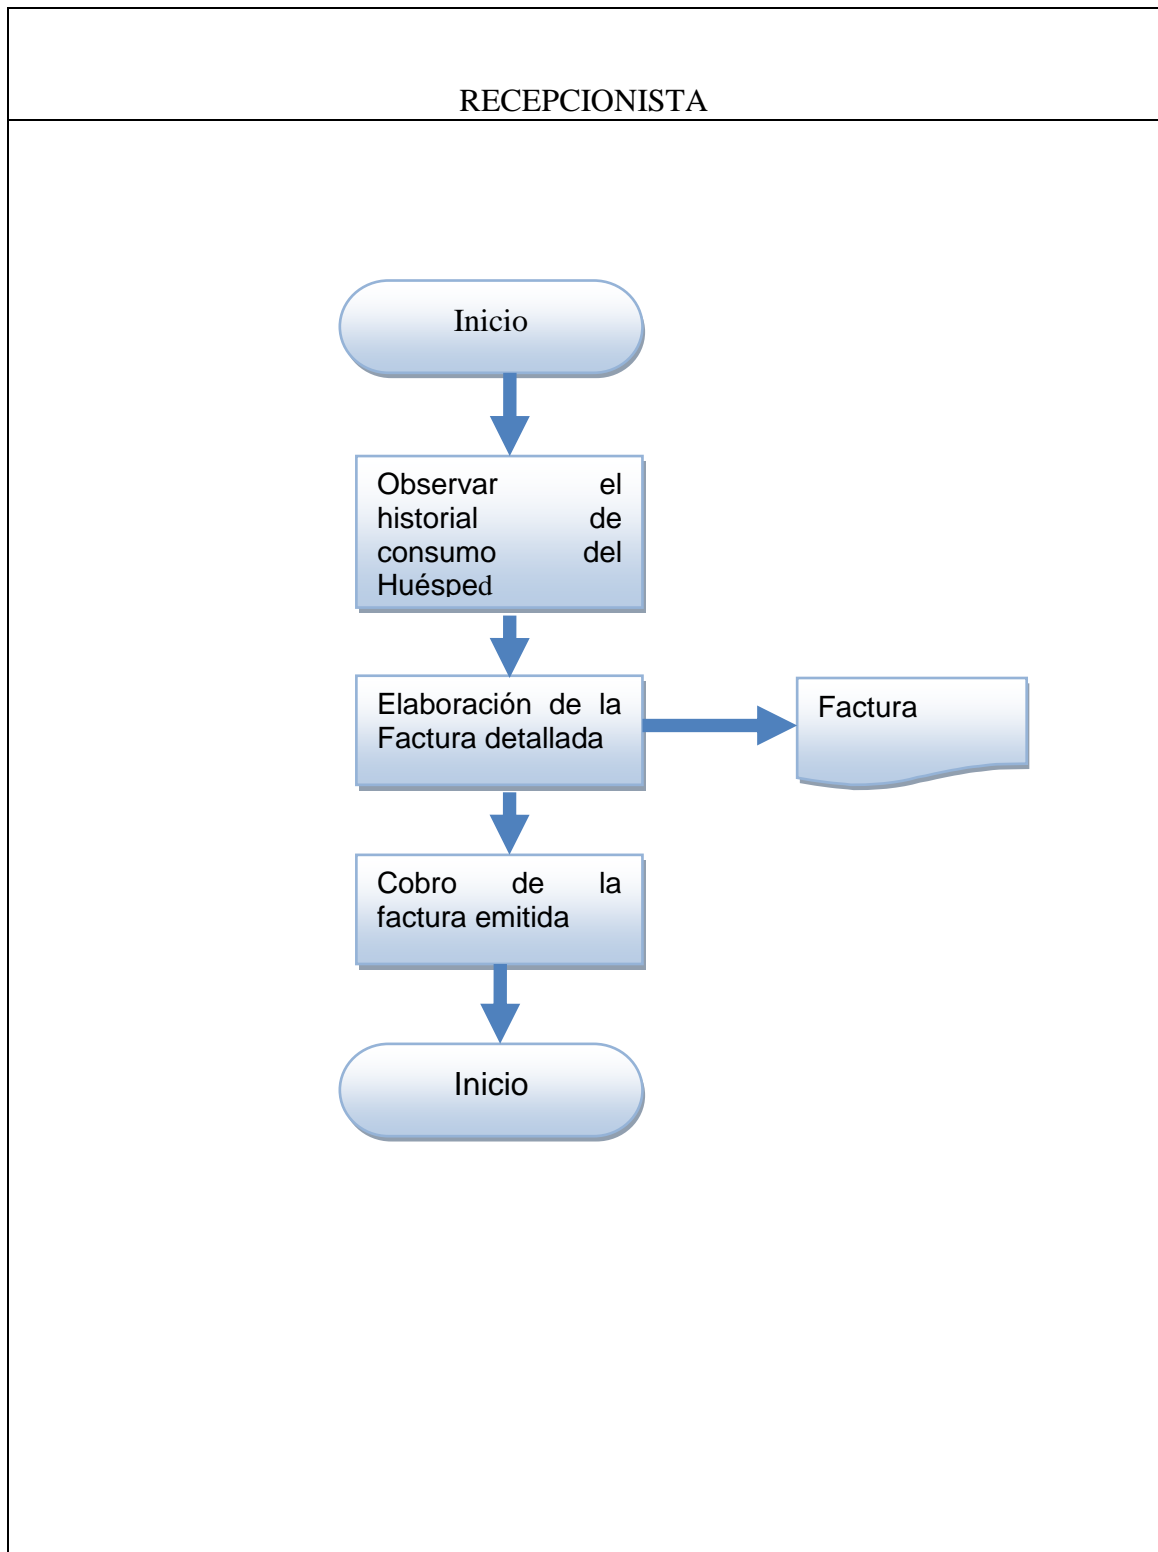 RECEPCIONISTA
Inicio
Observar el
historial de
consumo del
Huésped
Elaboración de la
Factura detallada
Factura
Cobro de la
factura emitida
Inicio